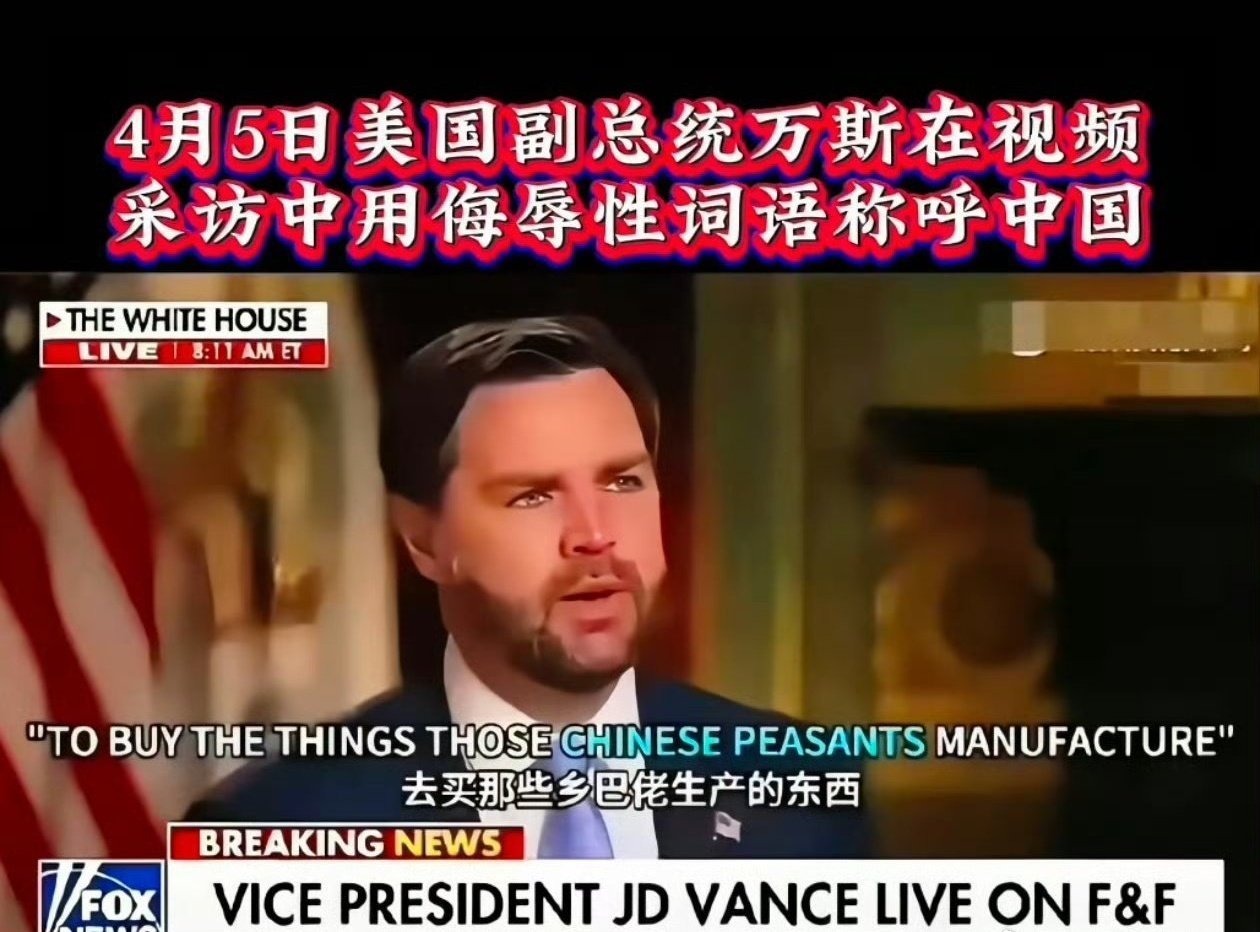 4月5日美国副总统万斯在视频
采访中用侮辱性词语称呼中国
THE WHITE HOUSE
LIVE 8:11 AM ET
"TO BUY THE THINGS THOSE CHINESE PEASANTS MANUFACTURE"
去买那些乡巴佬生产的东西
BREAKING NEWS
FOX
NEWS
VICE PRESIDENT JD VANCE LIVE ON F&F